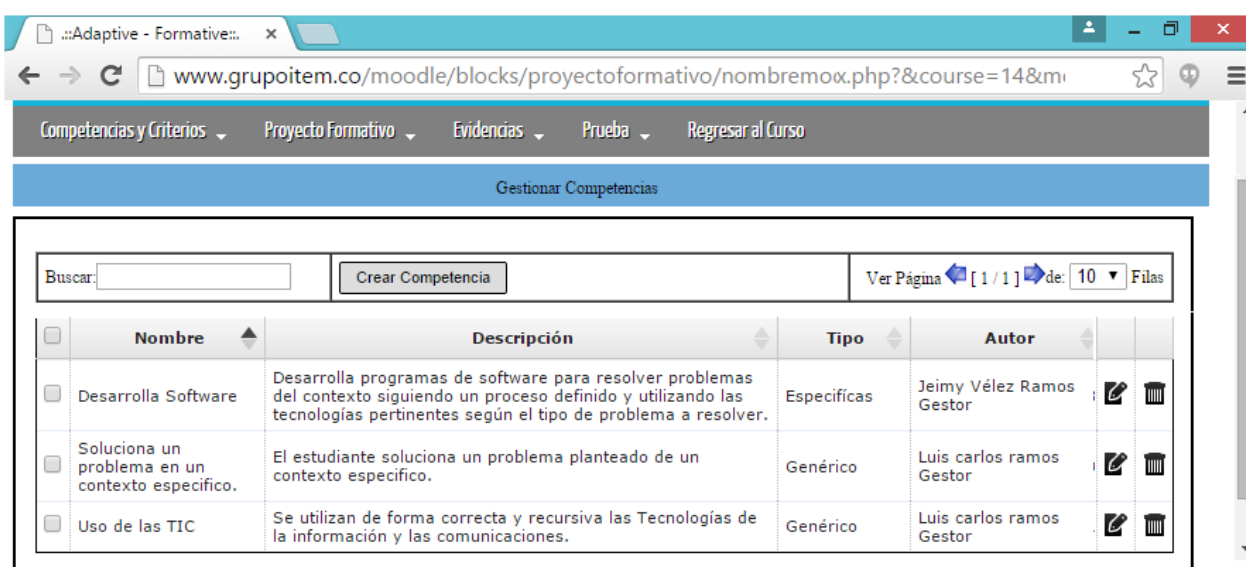 .::Adaptive - Formative::.
www.grupoitem.co/moodle/blocks/proyectoformativo/nombremox.php?&course=14&m
Competencias y Criterios Proyecto Formativo Evidencias Prueba Regresar al Curso
Gestionar Competencias
Buscar: Crear Competencia Ver Página [ 1 / 1 ] de: 10 Filas
Nombre Descripción Tipo Autor
Desarrolla Software
Desarrolla programas de software para resolver problemas
del contexto siguiendo un proceso definido y utilizando las
tecnologías pertinentes según el tipo de problema a resolver.
Especifícas
Jeimy Vélez Ramos
Gestor
Soluciona un
problema en un
contexto especifico.
El estudiante soluciona un problema planteado de un
contexto especifico.
Genérico
Luis carlos ramos
Gestor
Uso de las TIC
Se utilizan de forma correcta y recursiva las Tecnologías de
la información y las comunicaciones.
Genérico
Luis carlos ramos
Gestor